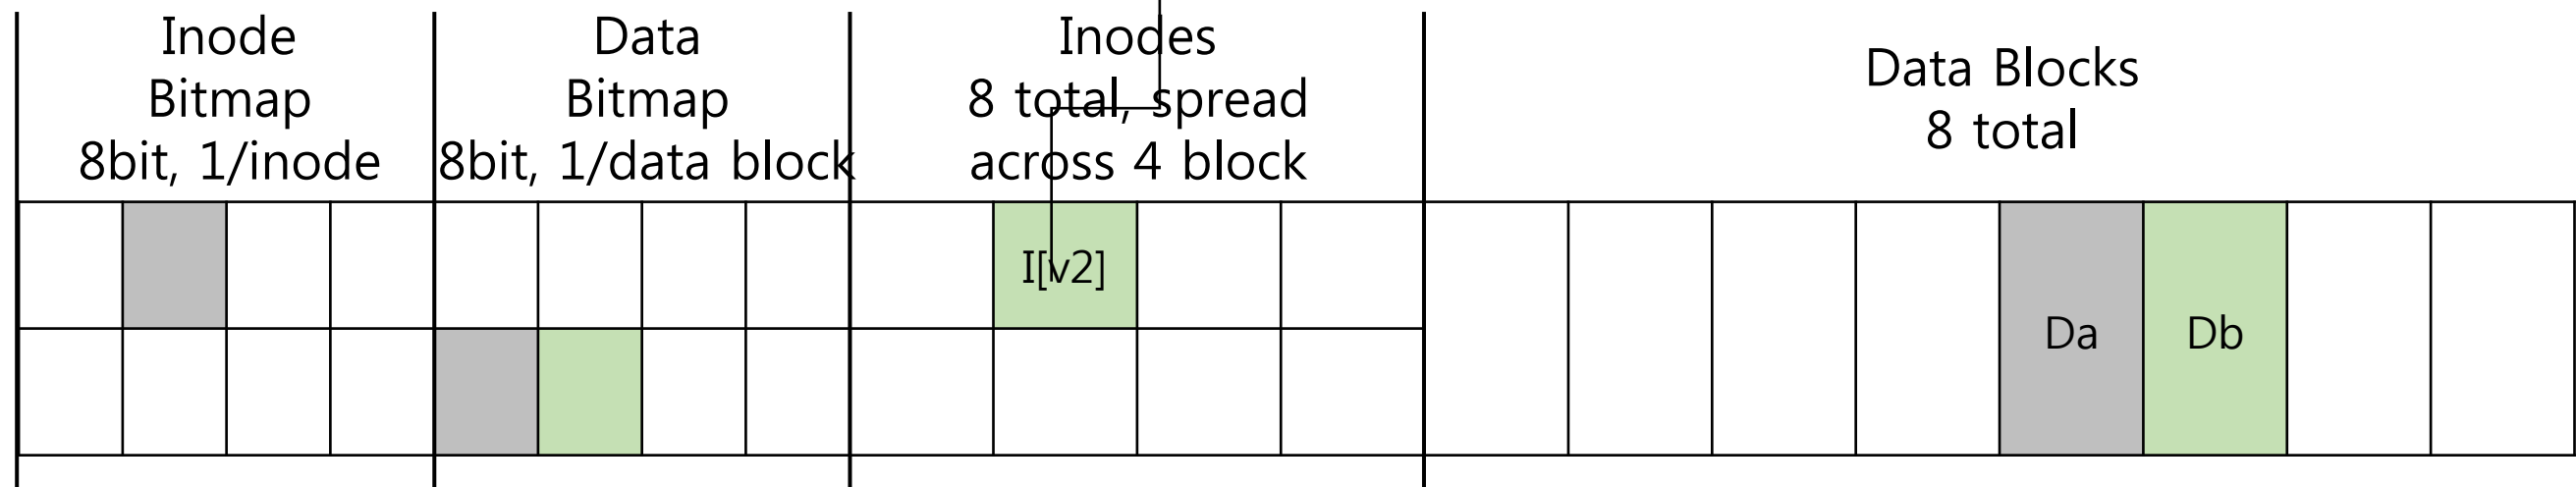 Inode
Bitmap
8bit, 1/inode
Data
Bitmap
8bit, 1/data block
Inodes
8 total, spread
across 4 block
Data Blocks
8 total
I[v2]
Da
Db